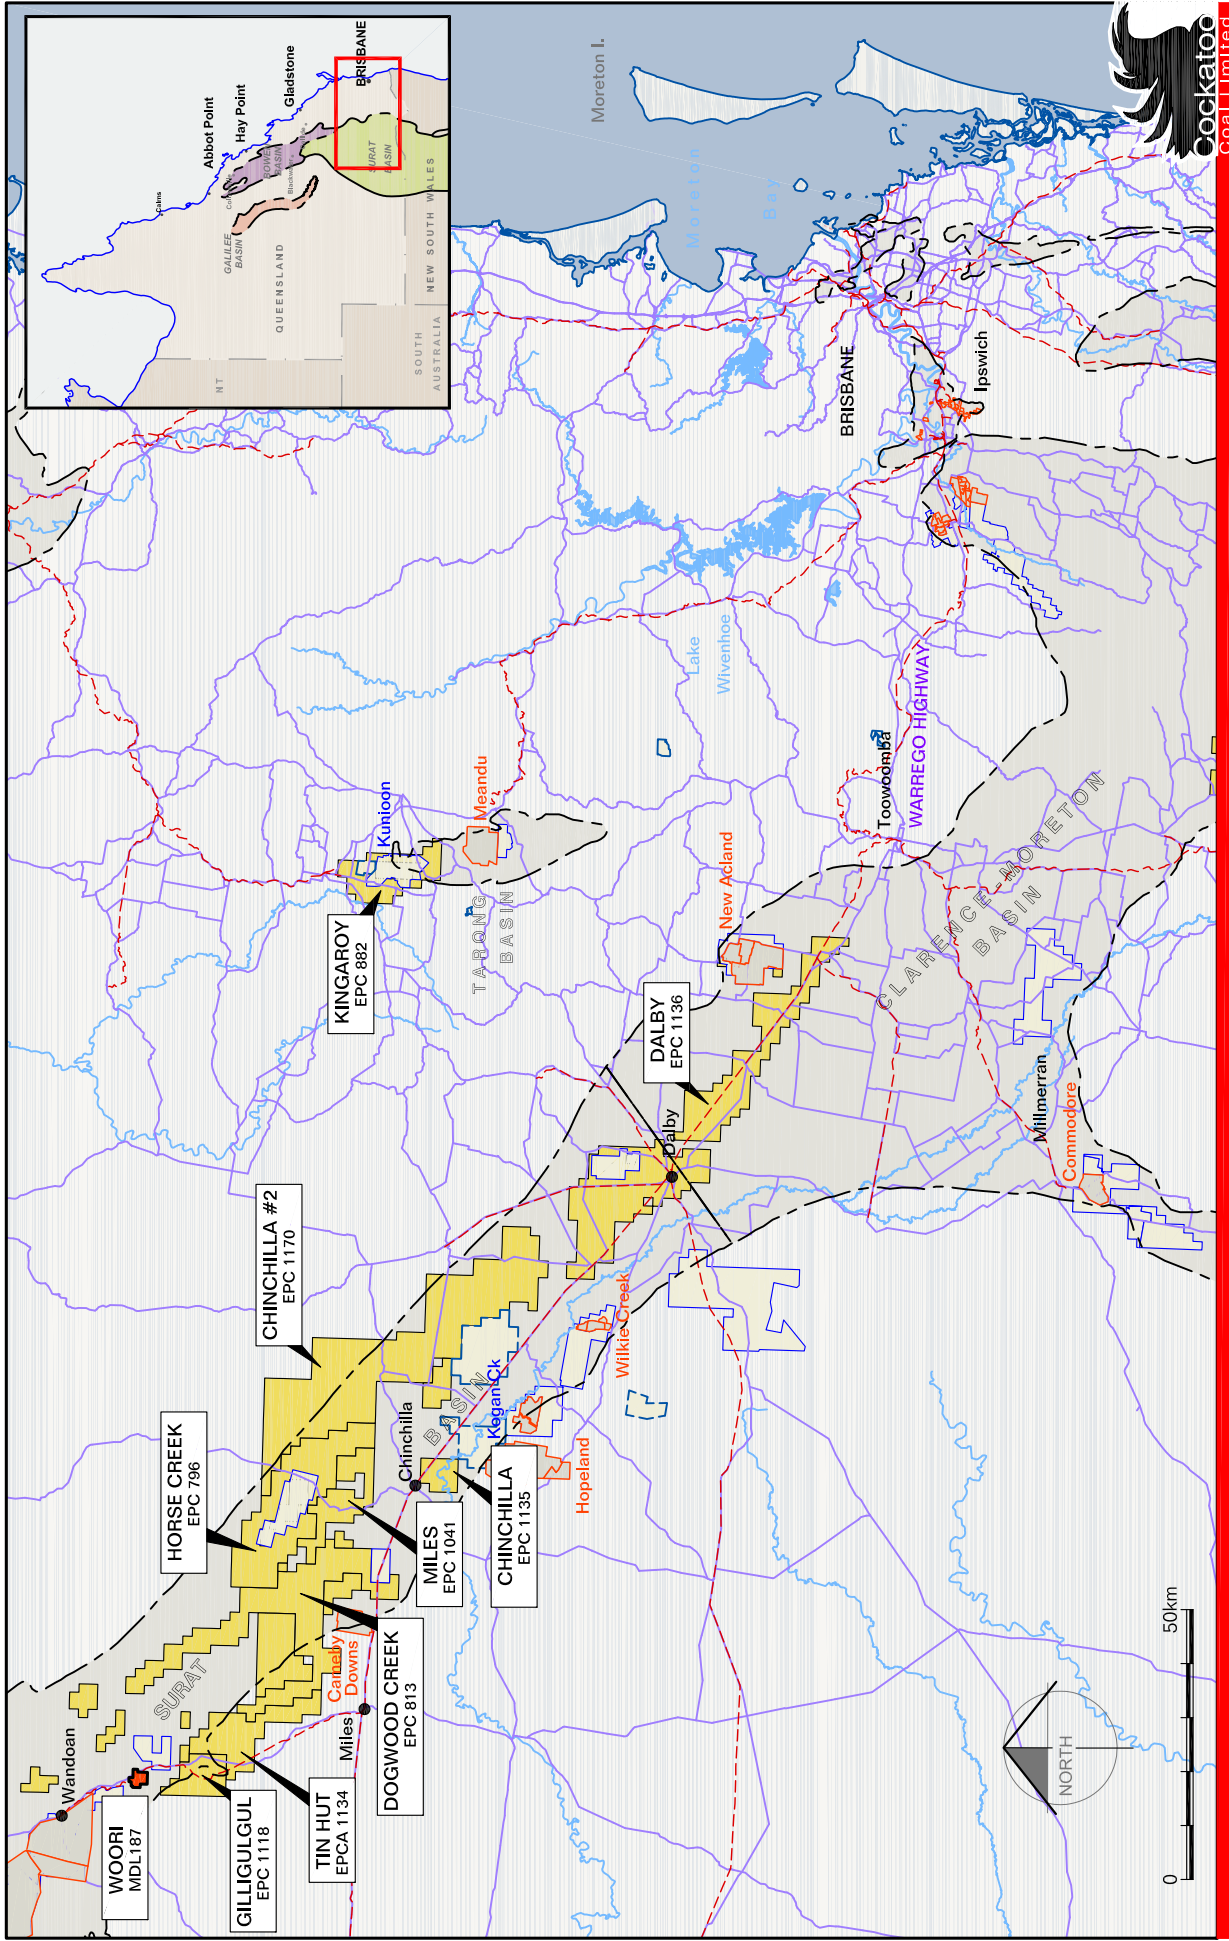 Cairns
Abbot Point
Hay Point
Gladstone
BRISBANE
BOWEN
BASIN
GALILEE
BASIN
SURAT
BASIN
QUEENSLAND
NT
SOUTH
AUSTRALIA
NEW SOUTH WALES
Moreton I.
Moreton
Bay
Cockatoo
Coal Limited
Wandoan
WOORI
MDL187
GILLIGULGUL
EPC 1118
TIN HUT
EPCA 1134
DOGWOOD CREEK
EPC 813
Miles
Cameby
Downs
SURAT
BASIN
HORSE CREEK
EPC 796
MILES
EPC 1041
CHINCHILLA
EPC 1135
Chinchilla
CHINCHILLA #2
EPC 1170
Kogan Ck
Hopeland
Wilkie Creek
Dalby
DALBY
EPC 1136
KINGAROY
EPC 882
Kunioon
Meandu
TARONG
BASIN
New Acland
Toowoomba
WARREGO HIGHWAY
Lake
Wivenhoe
BRISBANE
Ipswich
CLARENCE-MORETON
BASIN
Millmerran
Commodore
NORTH
0
50km